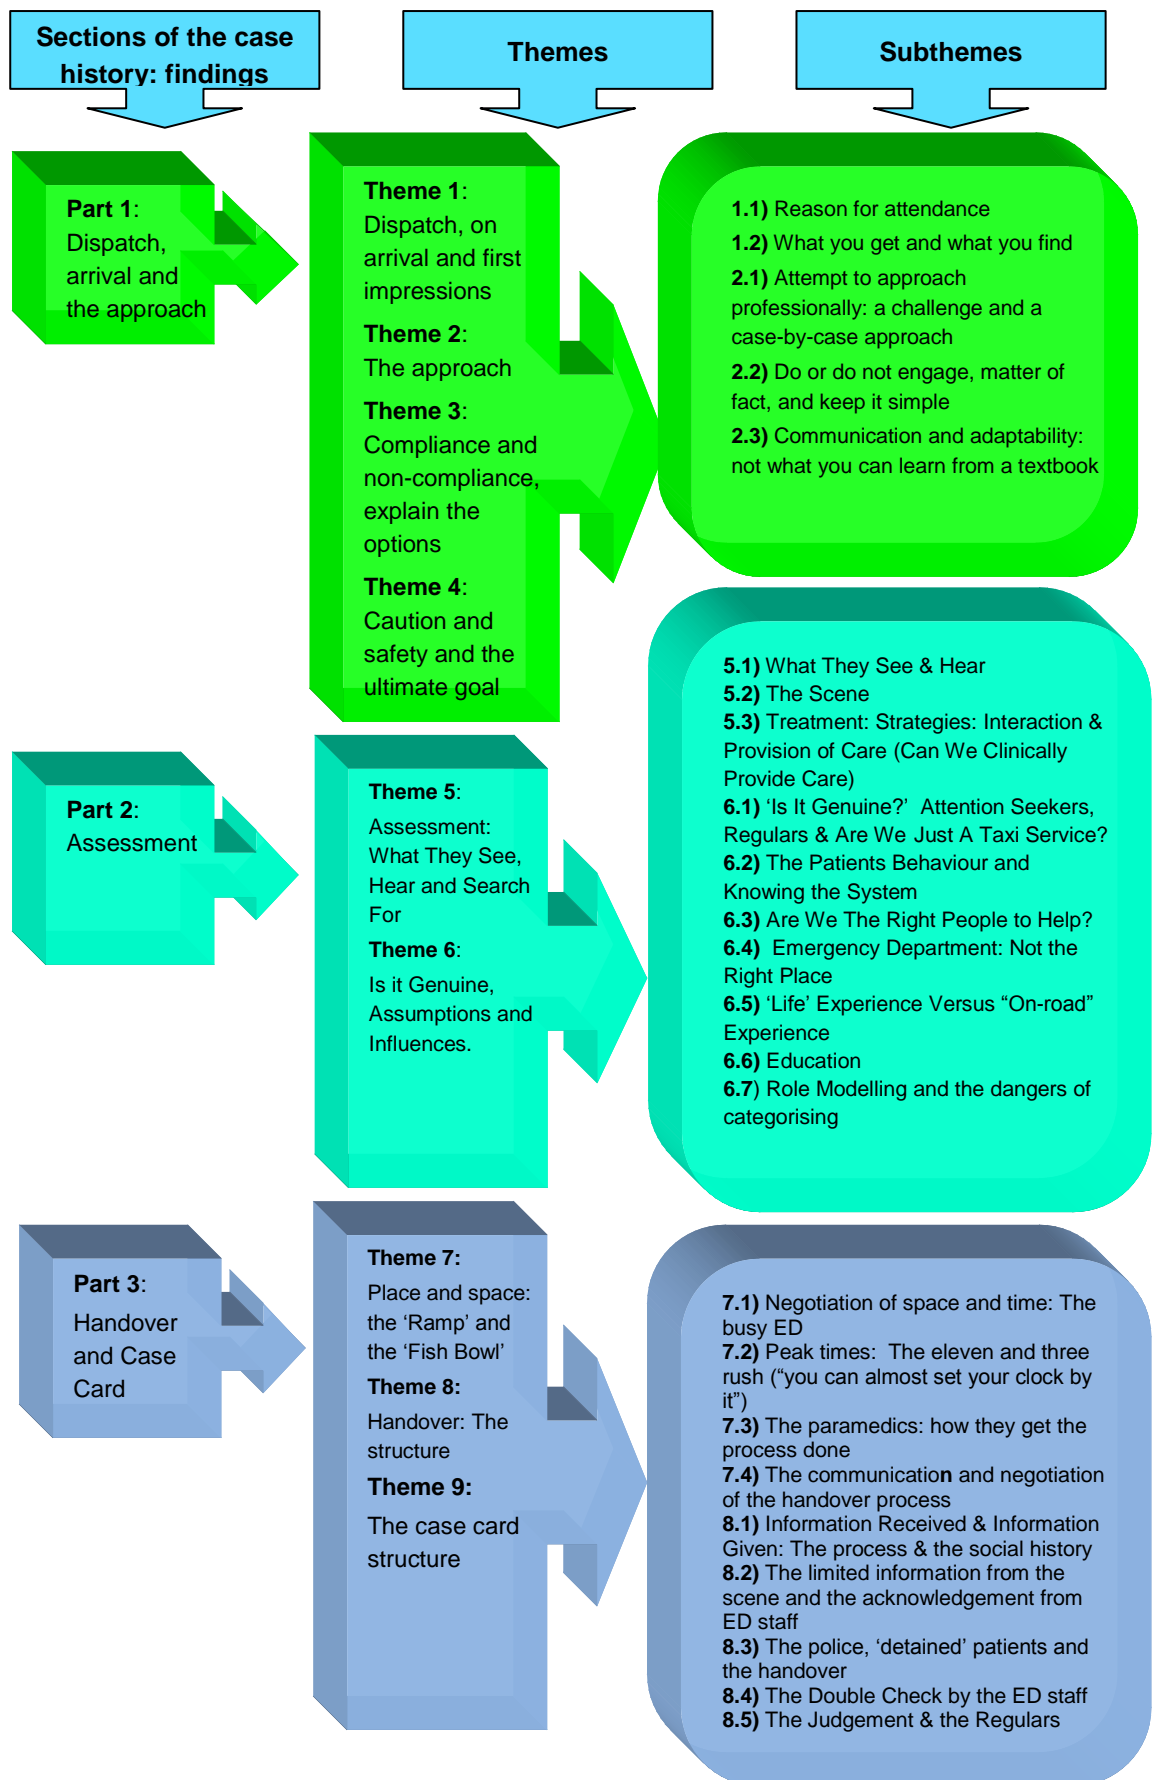 Sections of the case
history: findings
Themes
Subthemes
Part 1:
Dispatch,
arrival and
the approach
Theme 1:
Dispatch, on
arrival and first
impressions
Theme 2:
The approach
Theme 3:
Compliance and
non-compliance,
explain the
options
Theme 4:
Caution and
safety and the
ultimate goal
1.1) Reason for attendance
1.2) What you get and what you find
2.1) Attempt to approach
professionally: a challenge and a
case-by-case approach
2.2) Do or do not engage, matter of
fact, and keep it simple
2.3) Communication and adaptability:
not what you can learn from a textbook
Part 2:
Assessment
Theme 5:
Assessment:
What They See,
Hear and Search
For
Theme 6:
Is it Genuine,
Assumptions and
Influences.
5.1) What They See & Hear
5.2) The Scene
5.3) Treatment: Strategies: Interaction &
Provision of Care (Can We Clinically
Provide Care)
6.1) ‘Is It Genuine?’  Attention Seekers,
Regulars & Are We Just A Taxi Service?
6.2) The Patients Behaviour and
Knowing the System
6.3) Are We The Right People to Help?
6.4)  Emergency Department: Not the
Right Place
6.5) ‘Life’ Experience Versus “On-road”
Experience
6.6) Education
6.7) Role Modelling and the dangers of
categorising
Part 3:
Handover
and Case
Card
Theme 7:
Place and space:
the ‘Ramp’ and
the ‘Fish Bowl’
Theme 8:
Handover: The
structure
Theme 9:
The case card
structure
7.1) Negotiation of space and time: The
busy ED
7.2) Peak times:  The eleven and three
rush (“you can almost set your clock by
it”)
7.3) The paramedics: how they get the
process done
7.4) The communication and negotiation
of the handover process
8.1) Information Received & Information
Given: The process & the social history
8.2) The limited information from the
scene and the acknowledgement from
ED staff
8.3) The police, ‘detained’ patients and
the handover
8.4) The Double Check by the ED staff
8.5) The Judgement & the Regulars